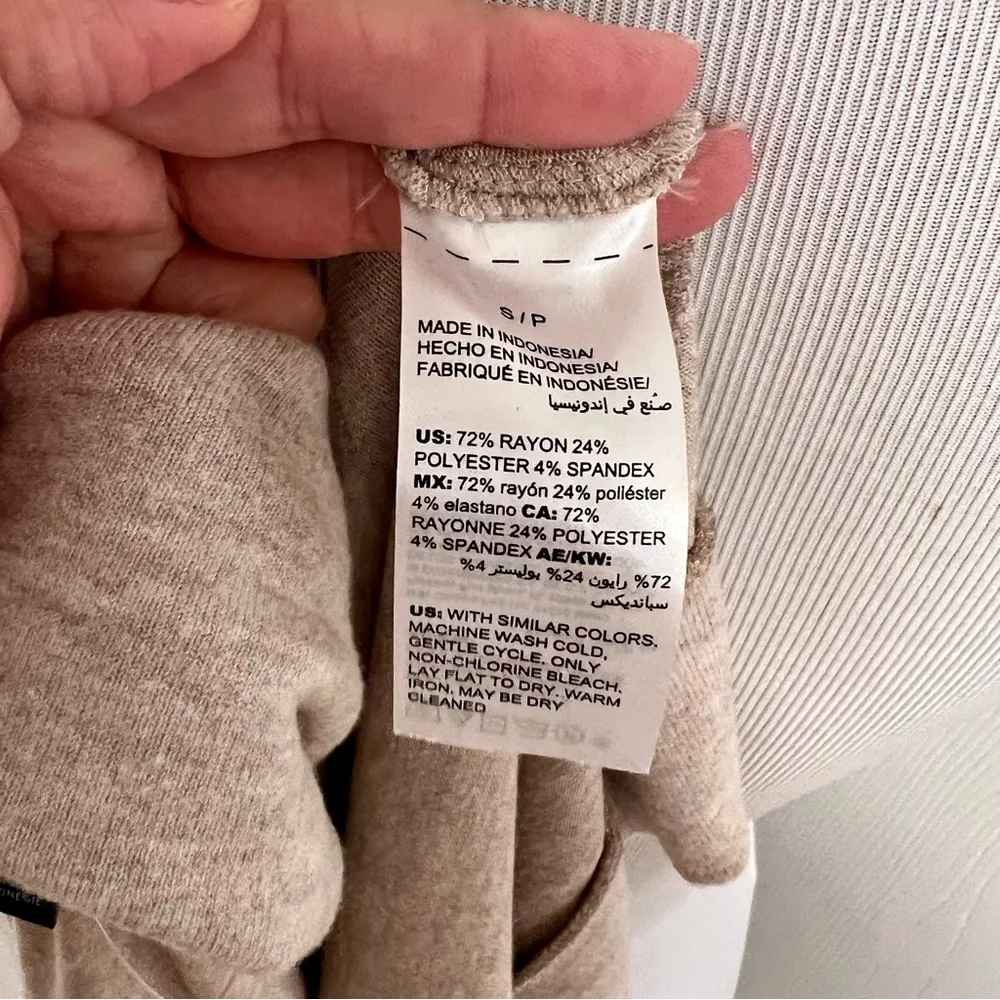 S/P
MADE IN INDONESIA/
HECHO EN INDONESIA/
FABRIQUÉ EN INDONÉSIE/
صُنع في إندونيسيا
US: 72% RAYON 24%
POLYESTER 4% SPANDEX
MX: 72% rayón 24% poliéster
4% elastano CA: 72%
RAYONNE 24% POLYESTER
4% SPANDEX AE/KW:
72% رايون 24% بوليستر 4%
سبانديكس
US: WITH SIMILAR COLORS.
MACHINE WASH COLD,
GENTLE CYCLE. ONLY
NON-CHLORINE BLEACH.
LAY FLAT TO DRY. WARM
IRON. MAY BE DRY
CLEANED